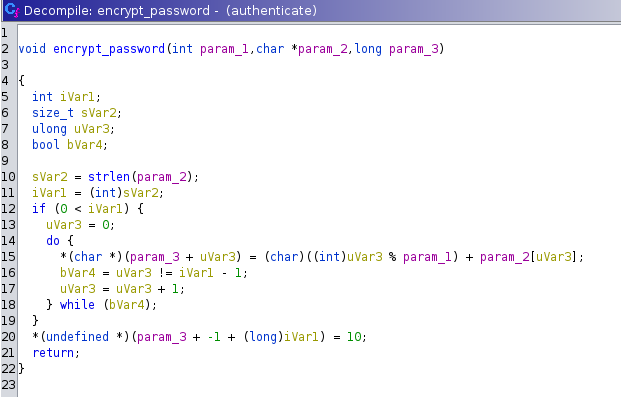 Decompile: encrypt_password - (authenticate)
1
2 void encrypt_password(int param_1,char *param_2,long param_3)
3
4 {
5   int iVar1;
6   size_t sVar2;
7   ulong uVar3;
8   bool bVar4;
9
10   sVar2 = strlen(param_2);
11   iVar1 = (int)sVar2;
12   if (0 < iVar1) {
13     uVar3 = 0;
14     do {
15       *(char *)(param_3 + uVar3) = (char)((int)uVar3 % param_1) + param_2[uVar3];
16       bVar4 = uVar3 != iVar1 - 1;
17       uVar3 = uVar3 + 1;
18     } while (bVar4);
19   }
20   *(undefined *)(param_3 + -1 + (long)iVar1) = 10;
21   return;
22 }
23